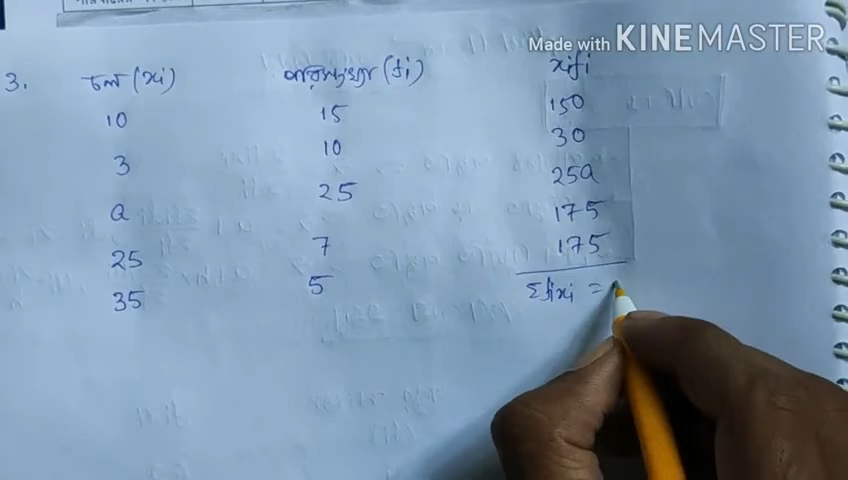 Made with KINEMASTER
3. চল (xi) পরিসংখ্যা (fi) xifi
10 15 150
3 10 30
a 25 25a
25 7 175
35 5 175
Σfixi =